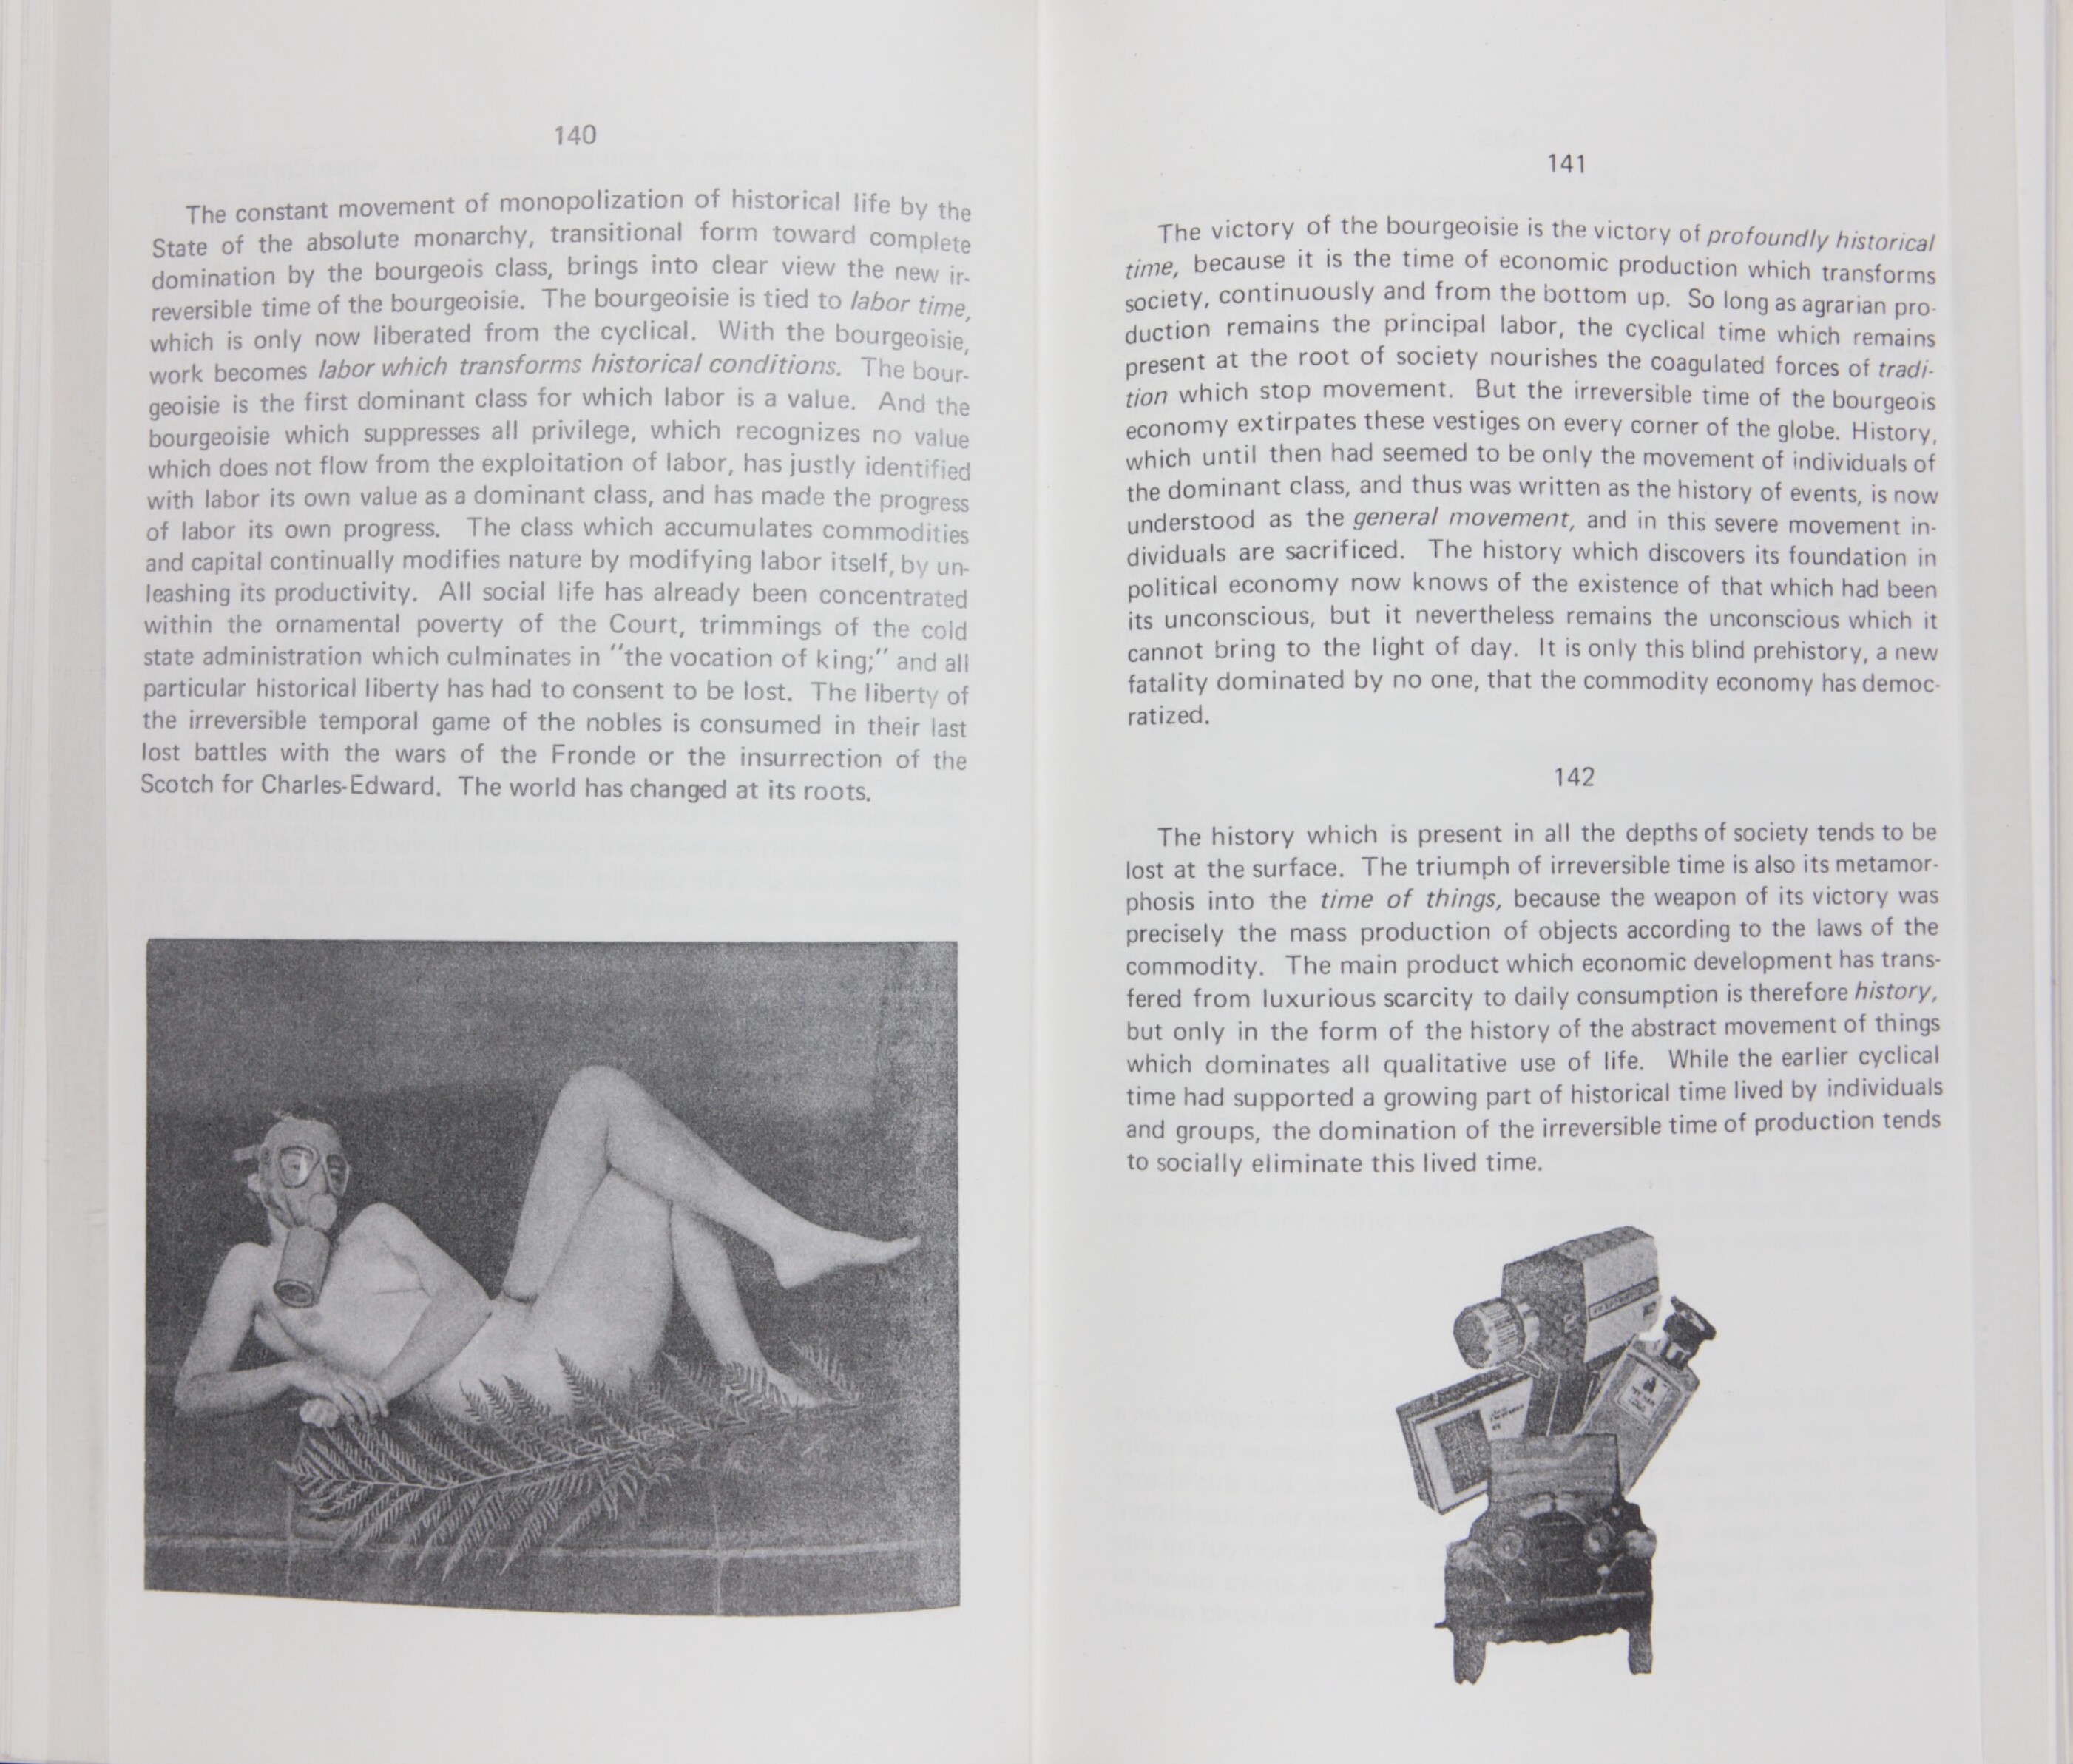 140
The constant movement of monopolization of historical life by the
State of the absolute monarchy, transitional form toward complete
domination by the bourgeois class, brings into clear view the new ir-
reversible time of the bourgeoisie. The bourgeoisie is tied to labor time,
which is only now liberated from the cyclical. With the bourgeoisie,
work becomes labor which transforms historical conditions. The bour-
geoisie is the first dominant class for which labor is a value. And the
bourgeoisie which suppresses all privilege, which recognizes no value
which does not flow from the exploitation of labor, has justly identified
with labor its own value as a dominant class, and has made the progress
of labor its own progress. The class which accumulates commodities
and capital continually modifies nature by modifying labor itself, by un-
leashing its productivity. All social life has already been concentrated
within the ornamental poverty of the Court, trimmings of the cold
state administration which culminates in "the vocation of king;" and all
particular historical liberty has had to consent to be lost. The liberty of
the irreversible temporal game of the nobles is consumed in their last
lost battles with the wars of the Fronde or the insurrection of the
Scotch for Charles-Edward. The world has changed at its roots.
141
The victory of the bourgeoisie is the victory of profoundly historical
time, because it is the time of economic production which transforms
society, continuously and from the bottom up. So long as agrarian pro-
duction remains the principal labor, the cyclical time which remains
present at the root of society nourishes the coagulated forces of tradi-
tion which stop movement. But the irreversible time of the bourgeois
economy extirpates these vestiges on every corner of the globe. History,
which until then had seemed to be only the movement of individuals of
the dominant class, and thus was written as the history of events, is now
understood as the general movement, and in this severe movement in-
dividuals are sacrificed. The history which discovers its foundation in
political economy now knows of the existence of that which had been
its unconscious, but it nevertheless remains the unconscious which it
cannot bring to the light of day. It is only this blind prehistory, a new
fatality dominated by no one, that the commodity economy has democ-
ratized.
142
The history which is present in all the depths of society tends to be
lost at the surface. The triumph of irreversible time is also its metamor-
phosis into the time of things, because the weapon of its victory was
precisely the mass production of objects according to the laws of the
commodity. The main product which economic development has trans-
fered from luxurious scarcity to daily consumption is therefore history,
but only in the form of the history of the abstract movement of things
which dominates all qualitative use of life. While the earlier cyclical
time had supported a growing part of historical time lived by individuals
and groups, the domination of the irreversible time of production tends
to socially eliminate this lived time.